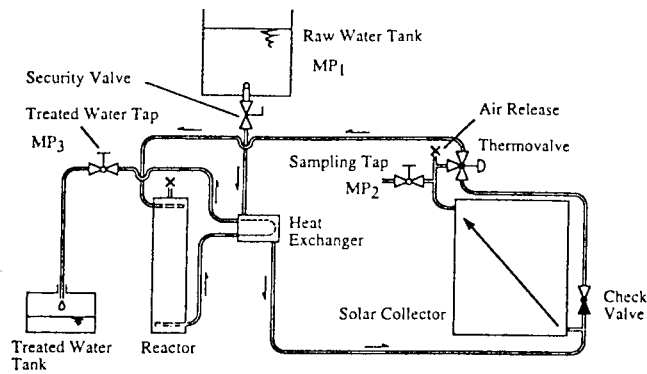 Raw Water Tank
MP1
Security Valve
Treated Water Tap
MP3
Air Release
Thermovalve
Sampling Tap
MP2
Heat
Exchanger
Solar Collector
Check
Valve
Treated Water
Tank
Reactor